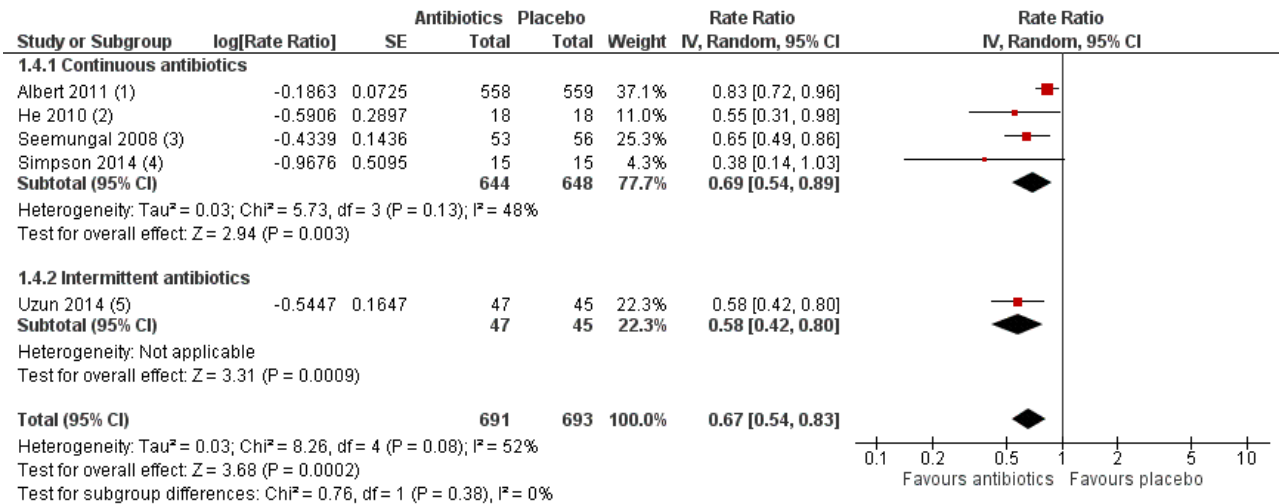 Antibiotics Placebo Rate Ratio Rate Ratio
Study or Subgroup log[Rate Ratio] SE Total Total Weight IV, Random, 95% CI IV, Random, 95% CI
1.4.1 Continuous antibiotics
Albert 2011 (1) -0.1863 0.0725 558 559 37.1% 0.83 [0.72, 0.96]
He 2010 (2) -0.5906 0.2897 18 18 11.0% 0.55 [0.31, 0.98]
Seemungal 2008 (3) -0.4339 0.1436 53 56 25.3% 0.65 [0.49, 0.86]
Simpson 2014 (4) -0.9676 0.5095 15 15 4.3% 0.38 [0.14, 1.03]
Subtotal (95% CI) 644 648 77.7% 0.69 [0.54, 0.89]
Heterogeneity: Tau² = 0.03; Chi² = 5.73, df = 3 (P = 0.13); I² = 48%
Test for overall effect: Z = 2.94 (P = 0.003)
1.4.2 Intermittent antibiotics
Uzun 2014 (5) -0.5447 0.1647 47 45 22.3% 0.58 [0.42, 0.80]
Subtotal (95% CI) 47 45 22.3% 0.58 [0.42, 0.80]
Heterogeneity: Not applicable
Test for overall effect: Z = 3.31 (P = 0.0009)
Total (95% CI) 691 693 100.0% 0.67 [0.54, 0.83]
Heterogeneity: Tau² = 0.03; Chi² = 8.26, df = 4 (P = 0.08); I² = 52%
Test for overall effect: Z = 3.68 (P = 0.0002)
Test for subgroup differences: Chi² = 0.76, df = 1 (P = 0.38), I² = 0%
0.1 0.2 0.5 1 2 5 10
Favours antibiotics Favours placebo